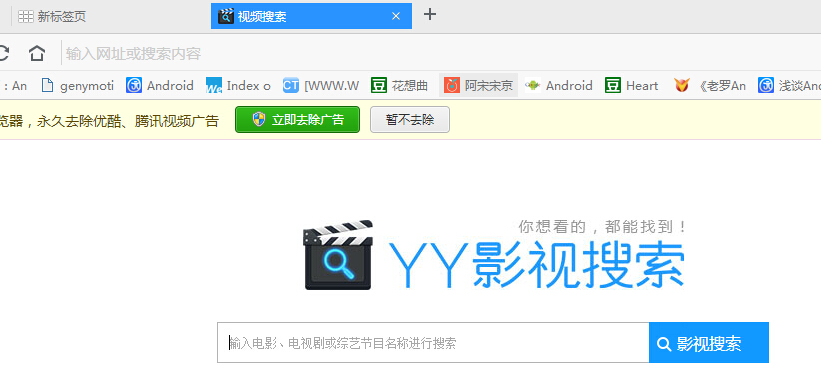 新标签页 视频搜索
输入网址或搜索内容
: An genymoti Android Index o [WWW.W 花想曲 阿宋宋京 Android Heart 《老罗An 浅谈And
览器，永久去除优酷、腾讯视频广告 立即去除广告 暂不去除
你想看的，都能找到！
YY影视搜索
输入电影、电视剧或综艺节目名称进行搜索 影视搜索